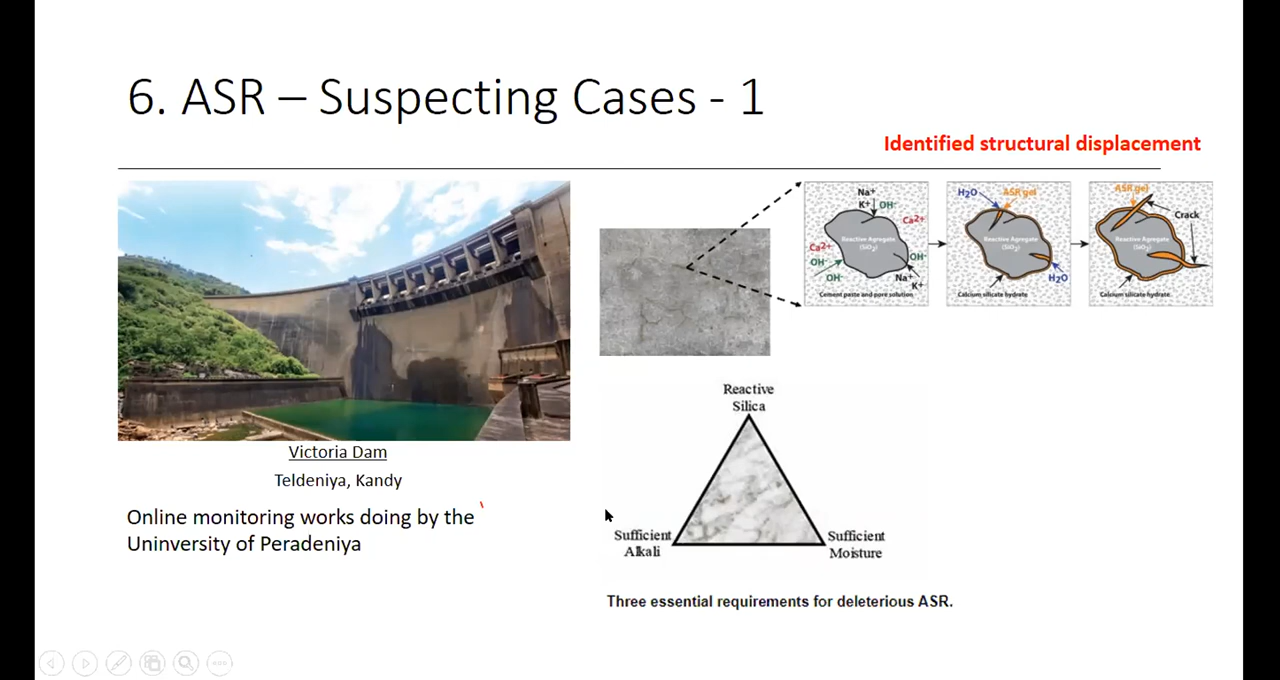 6. ASR – Suspecting Cases - 1
Identified structural displacement
Na⁺
K⁺ OH⁻
Ca²⁺
Reactive Agregate
(SiO₂)
Ca²⁺
OH⁻
OH⁻
OH⁻
Na⁺
K⁺
Cement paste and pore solution
H₂O
ASR gel
Reactive Agregate
(SiO₂)
H₂O
Calcium silicate hydrate
ASR gel
Crack
Reactive Agregate
(SiO₂)
Calcium silicate hydrate
Victoria Dam
Teldeniya, Kandy
Online monitoring works doing by the
Uninversity of Peradeniya
Reactive
Silica
Sufficient
Alkali
Sufficient
Moisture
Three essential requirements for deleterious ASR.